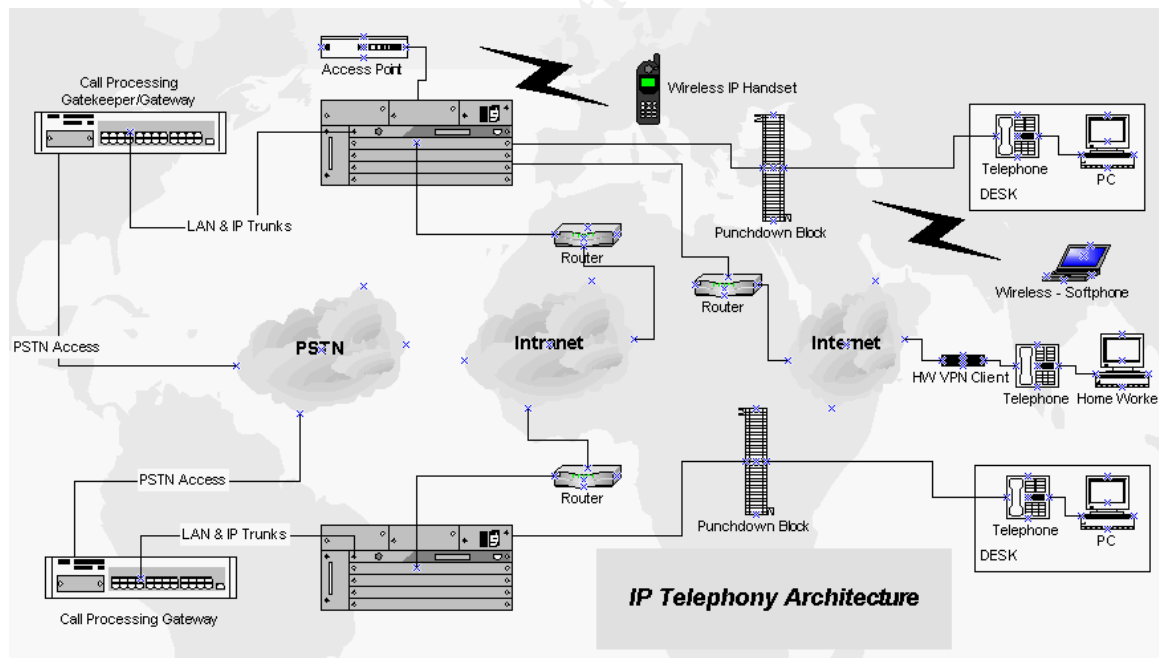 Access Point
Call Processing
Gatekeeper/Gateway
Wireless IP Handset
Telephone
PC
DESK
LAN & IP Trunks
Punchdown Block
Router
Wireless - Softphone
Router
PSTN Access
PSTN
Intranet
Internet
HW VPN Client
Telephone
Home Worke
PSTN Access
Router
Punchdown Block
Telephone
PC
DESK
LAN & IP Trunks
Call Processing Gateway
IP Telephony Architecture